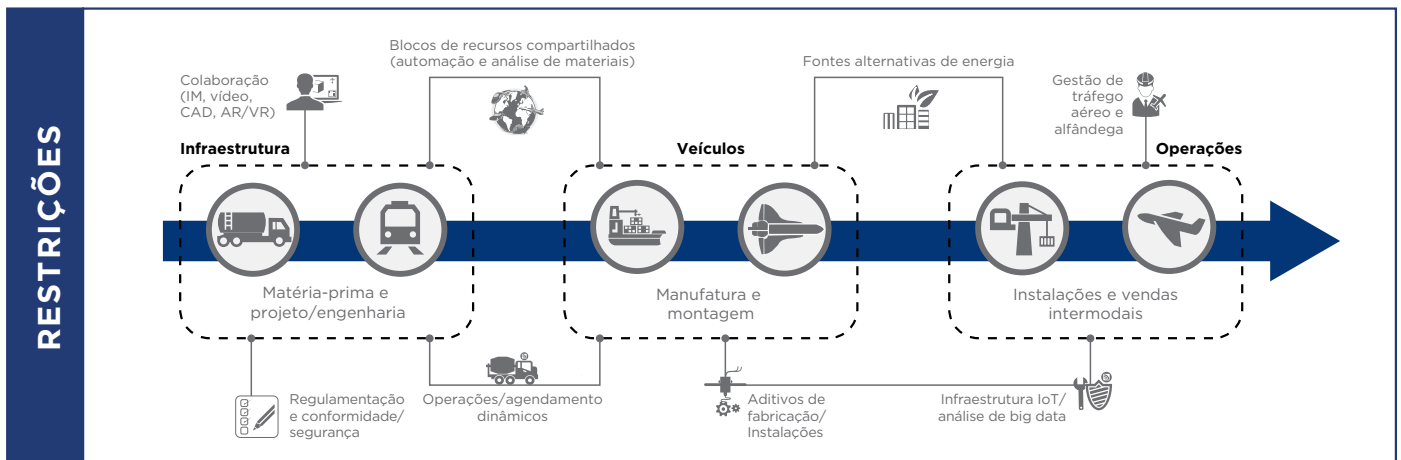 RESTRIÇÕES
Blocos de recursos compartilhados
(automação e análise de materiais)
Fontes alternativas de energia
Colaboração
(IM, vídeo,
CAD, AR/VR)
Gestão de
tráfego
aéreo e
alfândega
Infraestrutura
Veículos
Operações
Matéria-prima e
projeto/engenharia
Manufatura e
montagem
Instalações e vendas
intermodais
Regulamentação
e conformidade/
segurança
Operações/agendamento
dinâmicos
Aditivos de
fabricação/
Instalações
Infraestrutura IoT/
análise de big data